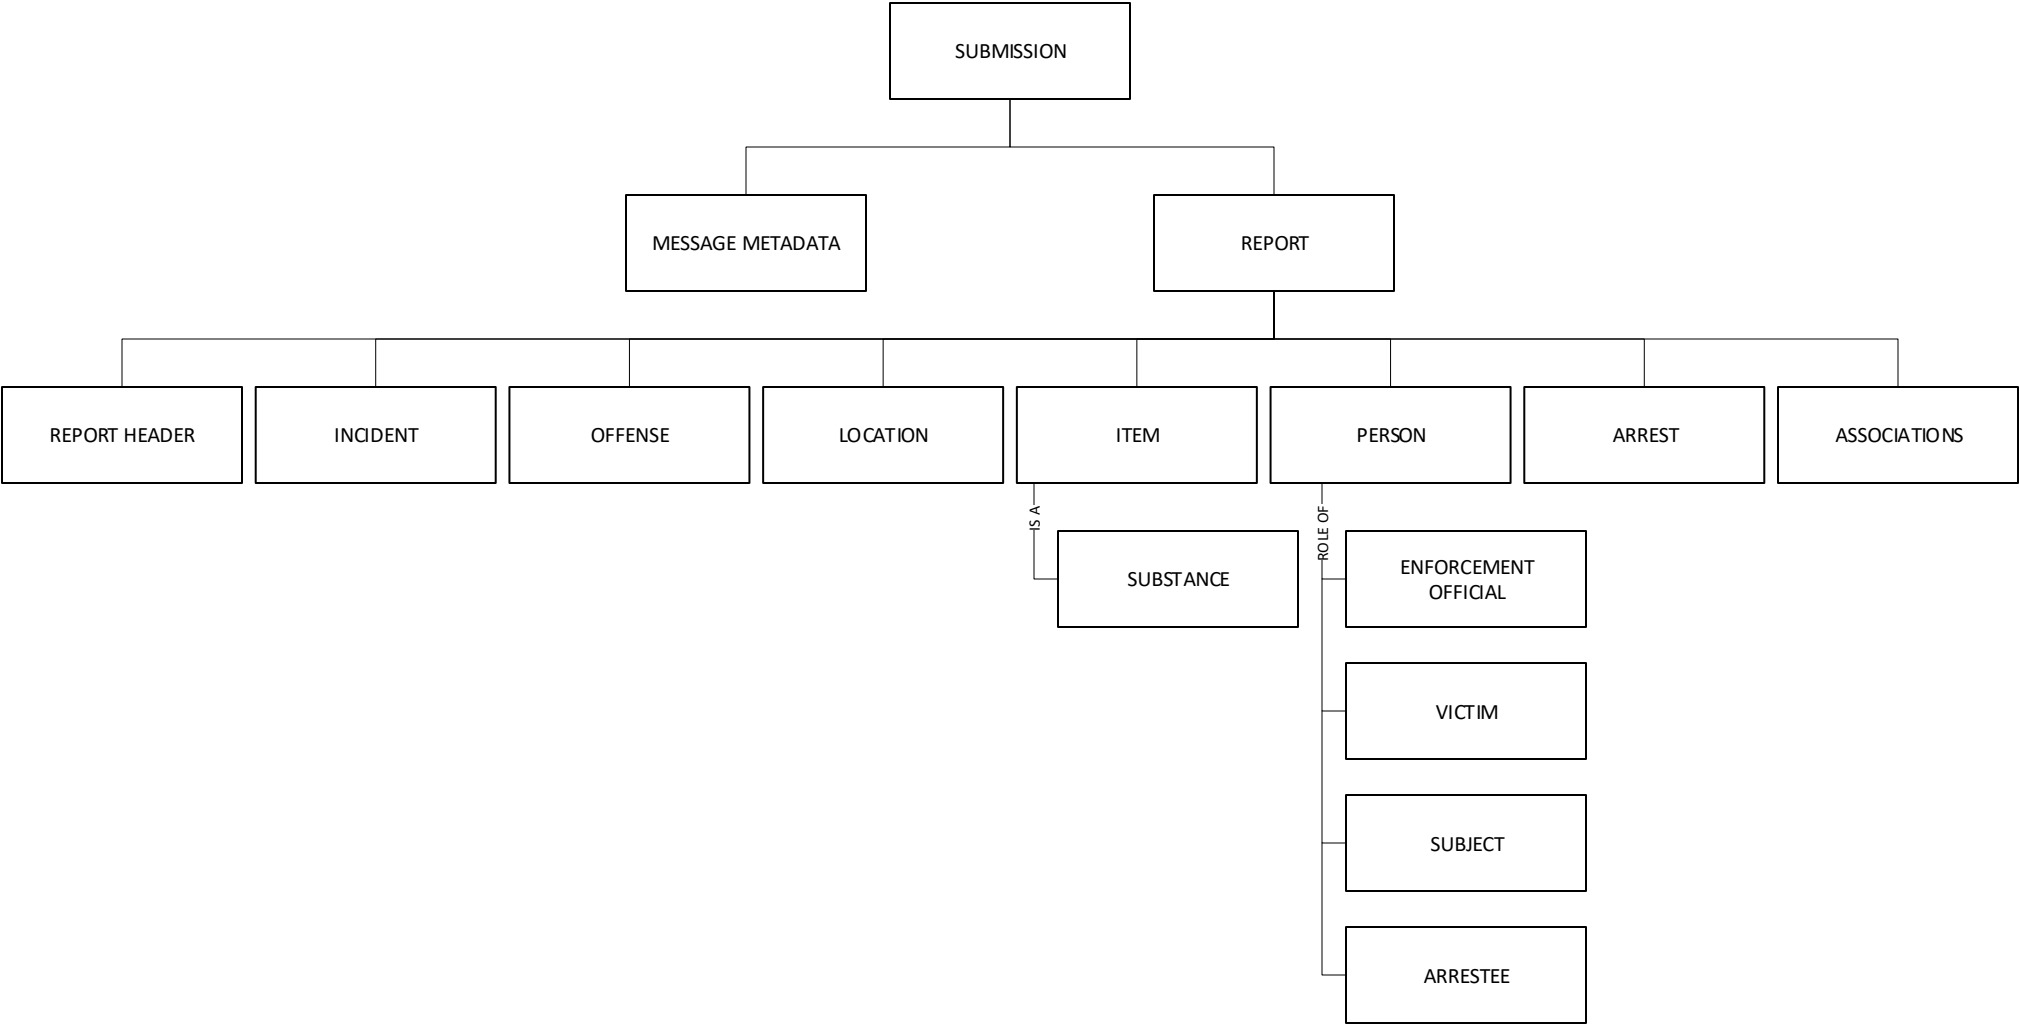 SUBMISSION
MESSAGE METADATA
REPORT
REPORT HEADER
INCIDENT
OFFENSE
LOCATION
ITEM
PERSON
ARREST
ASSOCIATIONS
IS A
ROLE OF
SUBSTANCE
ENFORCEMENT
OFFICIAL
VICTIM
SUBJECT
ARRESTEE